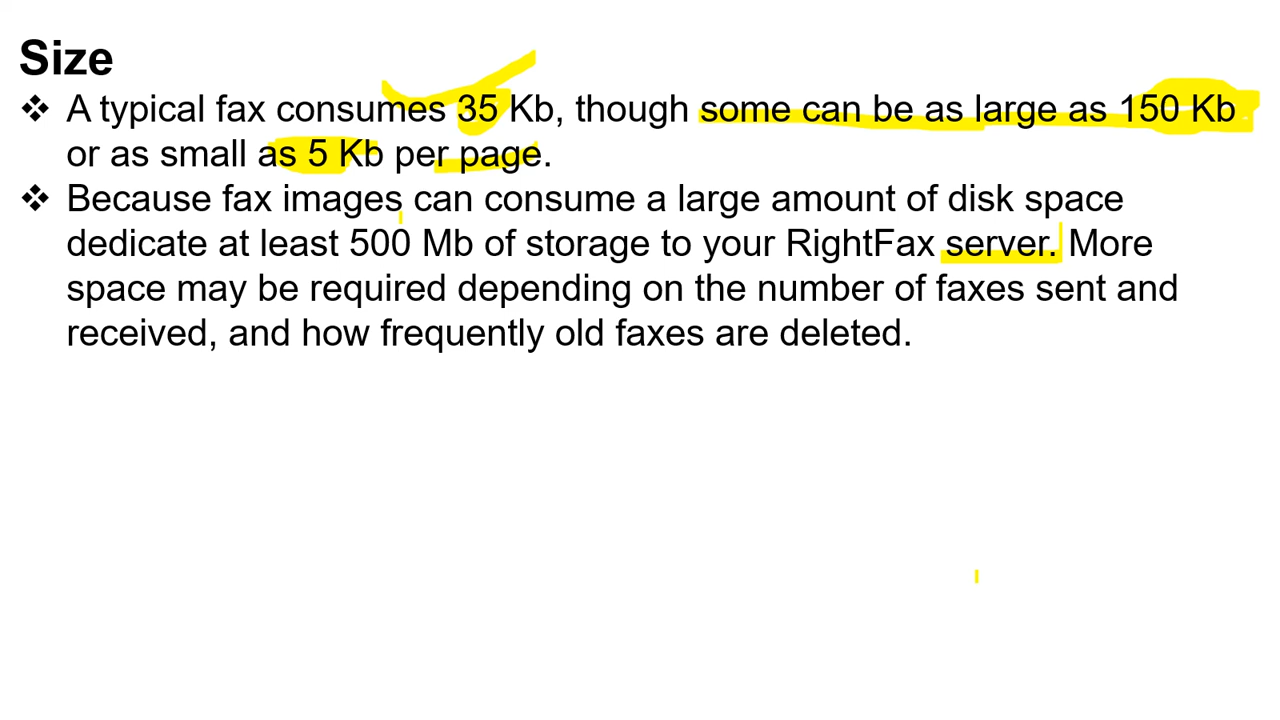 Size
❖ A typical fax consumes 35 Kb, though some can be as large as 150 Kb
or as small as 5 Kb per page.
❖ Because fax images can consume a large amount of disk space
dedicate at least 500 Mb of storage to your RightFax server. More
space may be required depending on the number of faxes sent and
received, and how frequently old faxes are deleted.